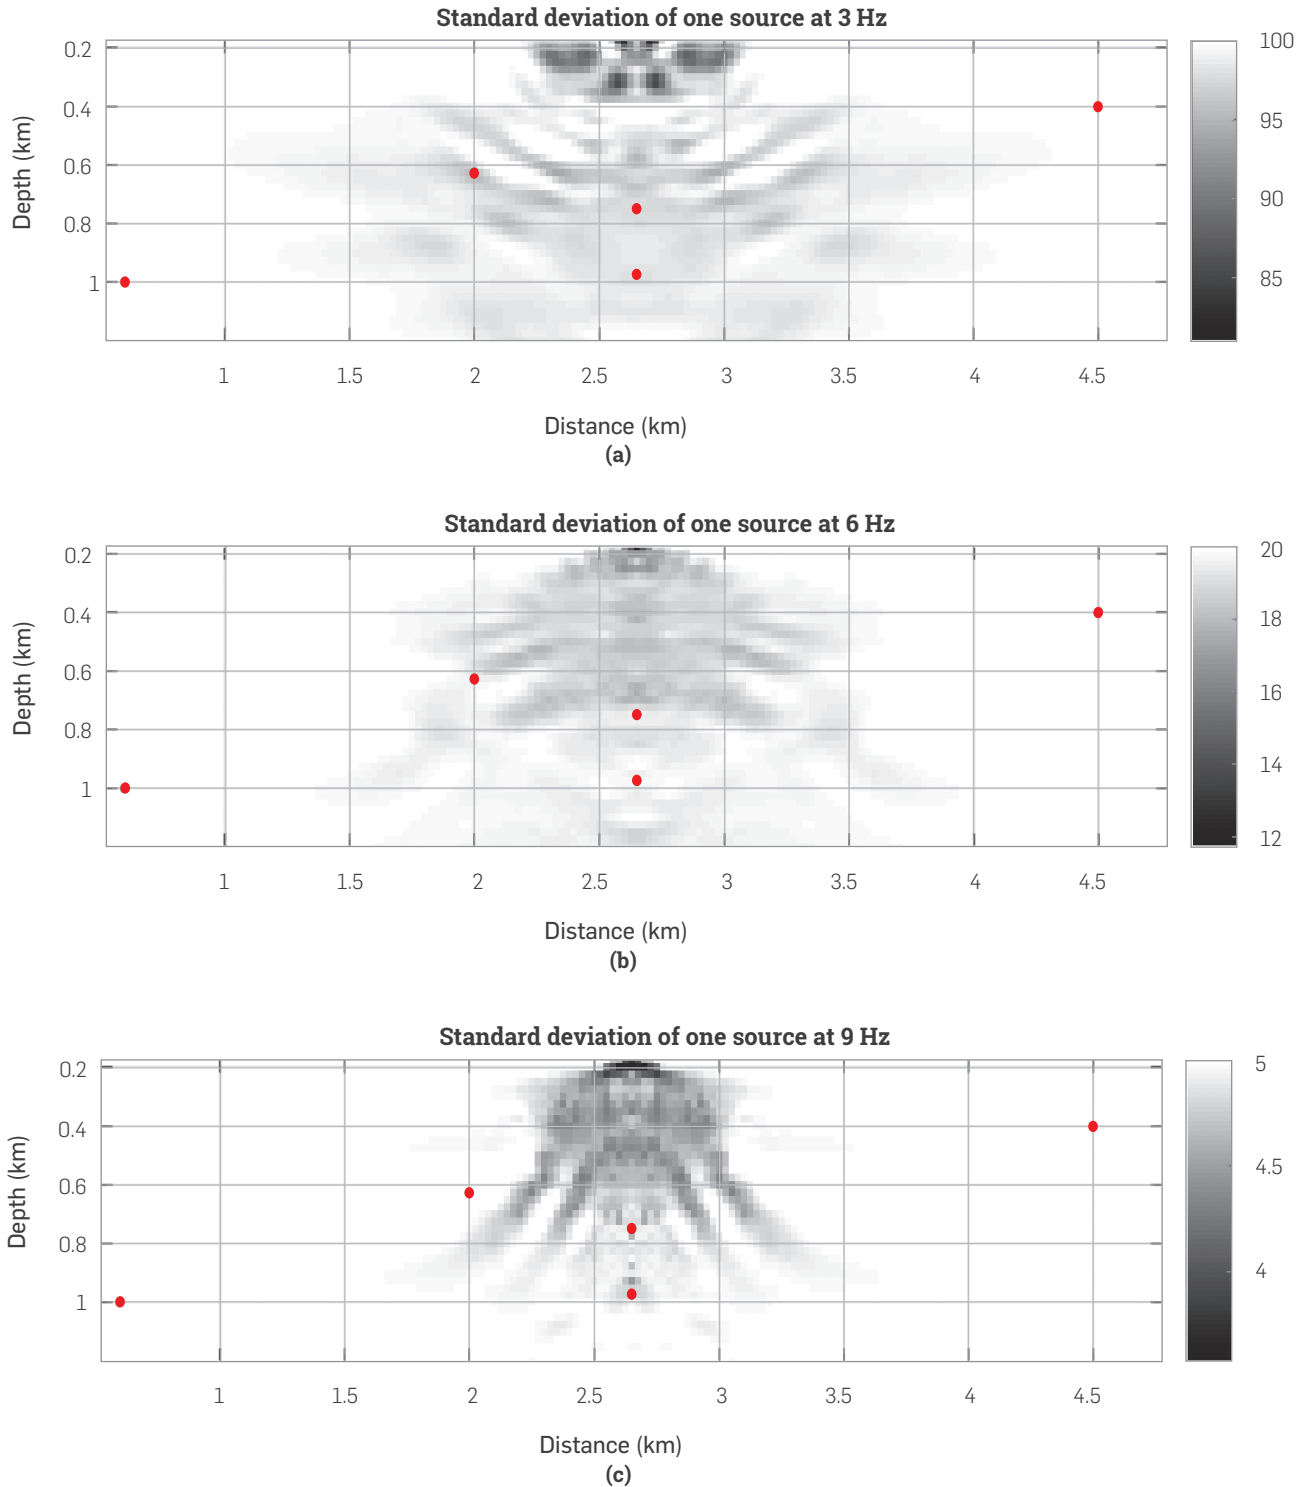 Standard deviation of one source at 3 Hz
0.2
0.4
0.6
0.8
1
Depth (km)
1 1.5 2 2.5 3 3.5 4 4.5
Distance (km)
(a)
100
95
90
85
Standard deviation of one source at 6 Hz
0.2
0.4
0.6
0.8
1
Depth (km)
1 1.5 2 2.5 3 3.5 4 4.5
Distance (km)
(b)
20
18
16
14
12
Standard deviation of one source at 9 Hz
0.2
0.4
0.6
0.8
1
Depth (km)
1 1.5 2 2.5 3 3.5 4 4.5
Distance (km)
(c)
5
4.5
4